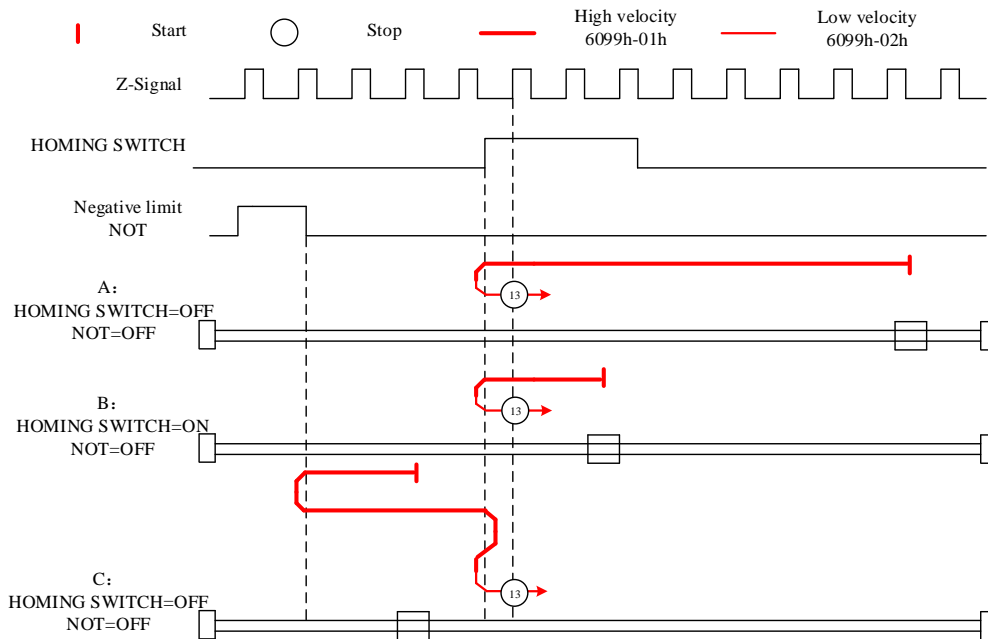 Start
Stop
High velocity
6099h-01h
Low velocity
6099h-02h
Z-Signal
HOMING SWITCH
Negative limit
NOT
13
A：
HOMING SWITCH=OFF
NOT=OFF
13
B：
HOMING SWITCH=ON
NOT=OFF
13
C：
HOMING SWITCH=OFF
NOT=OFF